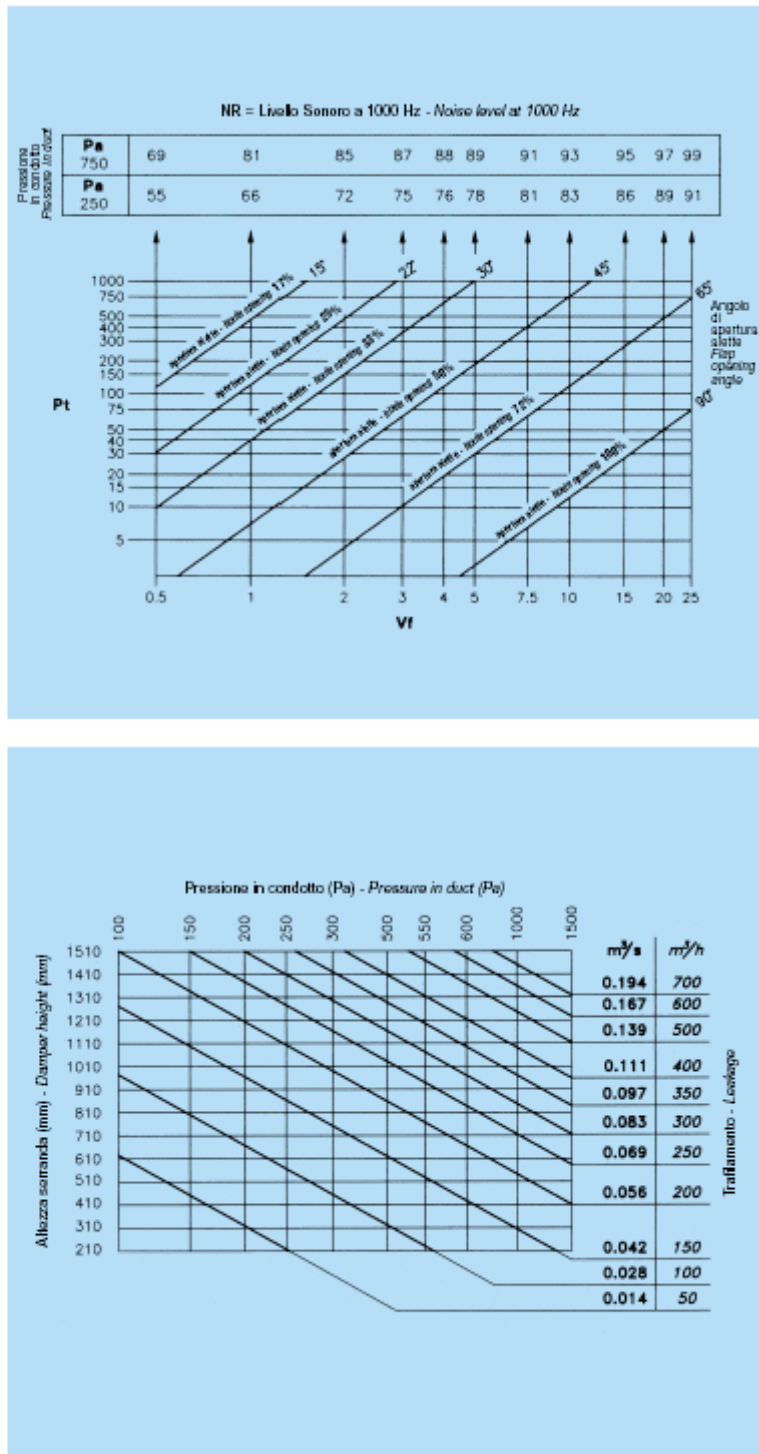 NR = Livello Sonoro a 1000 Hz - Noise level at 1000 Hz
Pressione in condotto
Pressure in duct
Pa 750 69 81 85 87 88 89 91 93 95 97 99
Pa 250 55 66 72 75 76 78 81 83 86 89 91
15° 22° 30° 45° 65° 90°
Angolo
di
apertura
alette
Flap
opening
angle
1000
750
500
400
300
200
150
100
75
50
40
30
20
15
10
5
Pt
0.5 1 2 3 4 5 7.5 10 15 20 25
Vf
Pressione in condotto (Pa) - Pressure in duct (Pa)
100 150 200 250 300 500 550 600 1000 1500
Altezza serranda (mm) - Damper height (mm)
1510
1410
1310
1210
1110
1010
910
810
710
610
510
410
310
210
m³/s m³/h
0.194 700
0.167 600
0.139 500
0.111 400
0.097 350
0.083 300
0.069 250
0.056 200
0.042 150
0.028 100
0.014 50
Trafilamento - Leakage